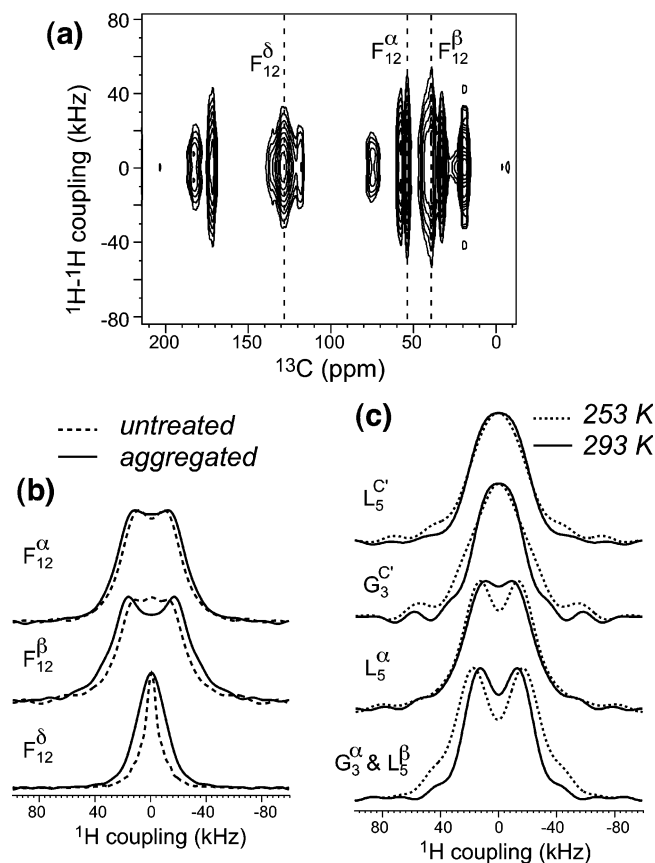 (a)
F12δ F12α F12β
80
40
0
-40
-80
1H-1H coupling (kHz)
200 150 100 50 0
13C (ppm)
untreated
aggregated
(b)
F12α
F12β
F12δ
80 40 0 -40 -80
1H coupling (kHz)
(c)
253 K
293 K
L5C'
G3C'
L5α
G3α & L5β
80 40 0 -40 -80
1H coupling (kHz)